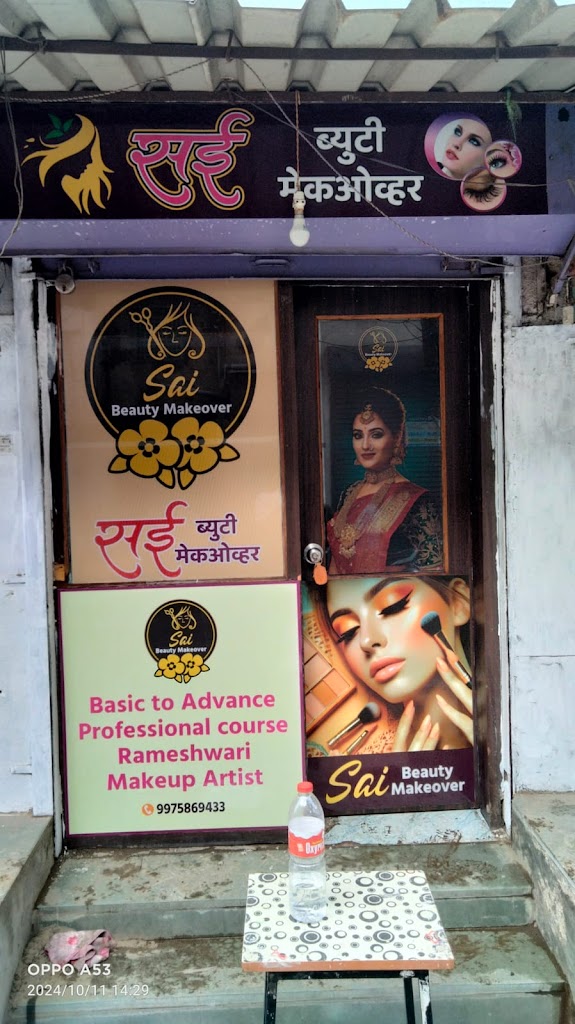 सई
ब्युटी
मेकओव्हर
Sai
Beauty Makeover
सई ब्युटी
मेकओव्हर
Sai
Sai
Beauty Makeover
Basic to Advance
Professional course
Rameshwari
Makeup Artist
9975869433
Sai Beauty
Makeover
OPPO A53
2024/10/11 14:29